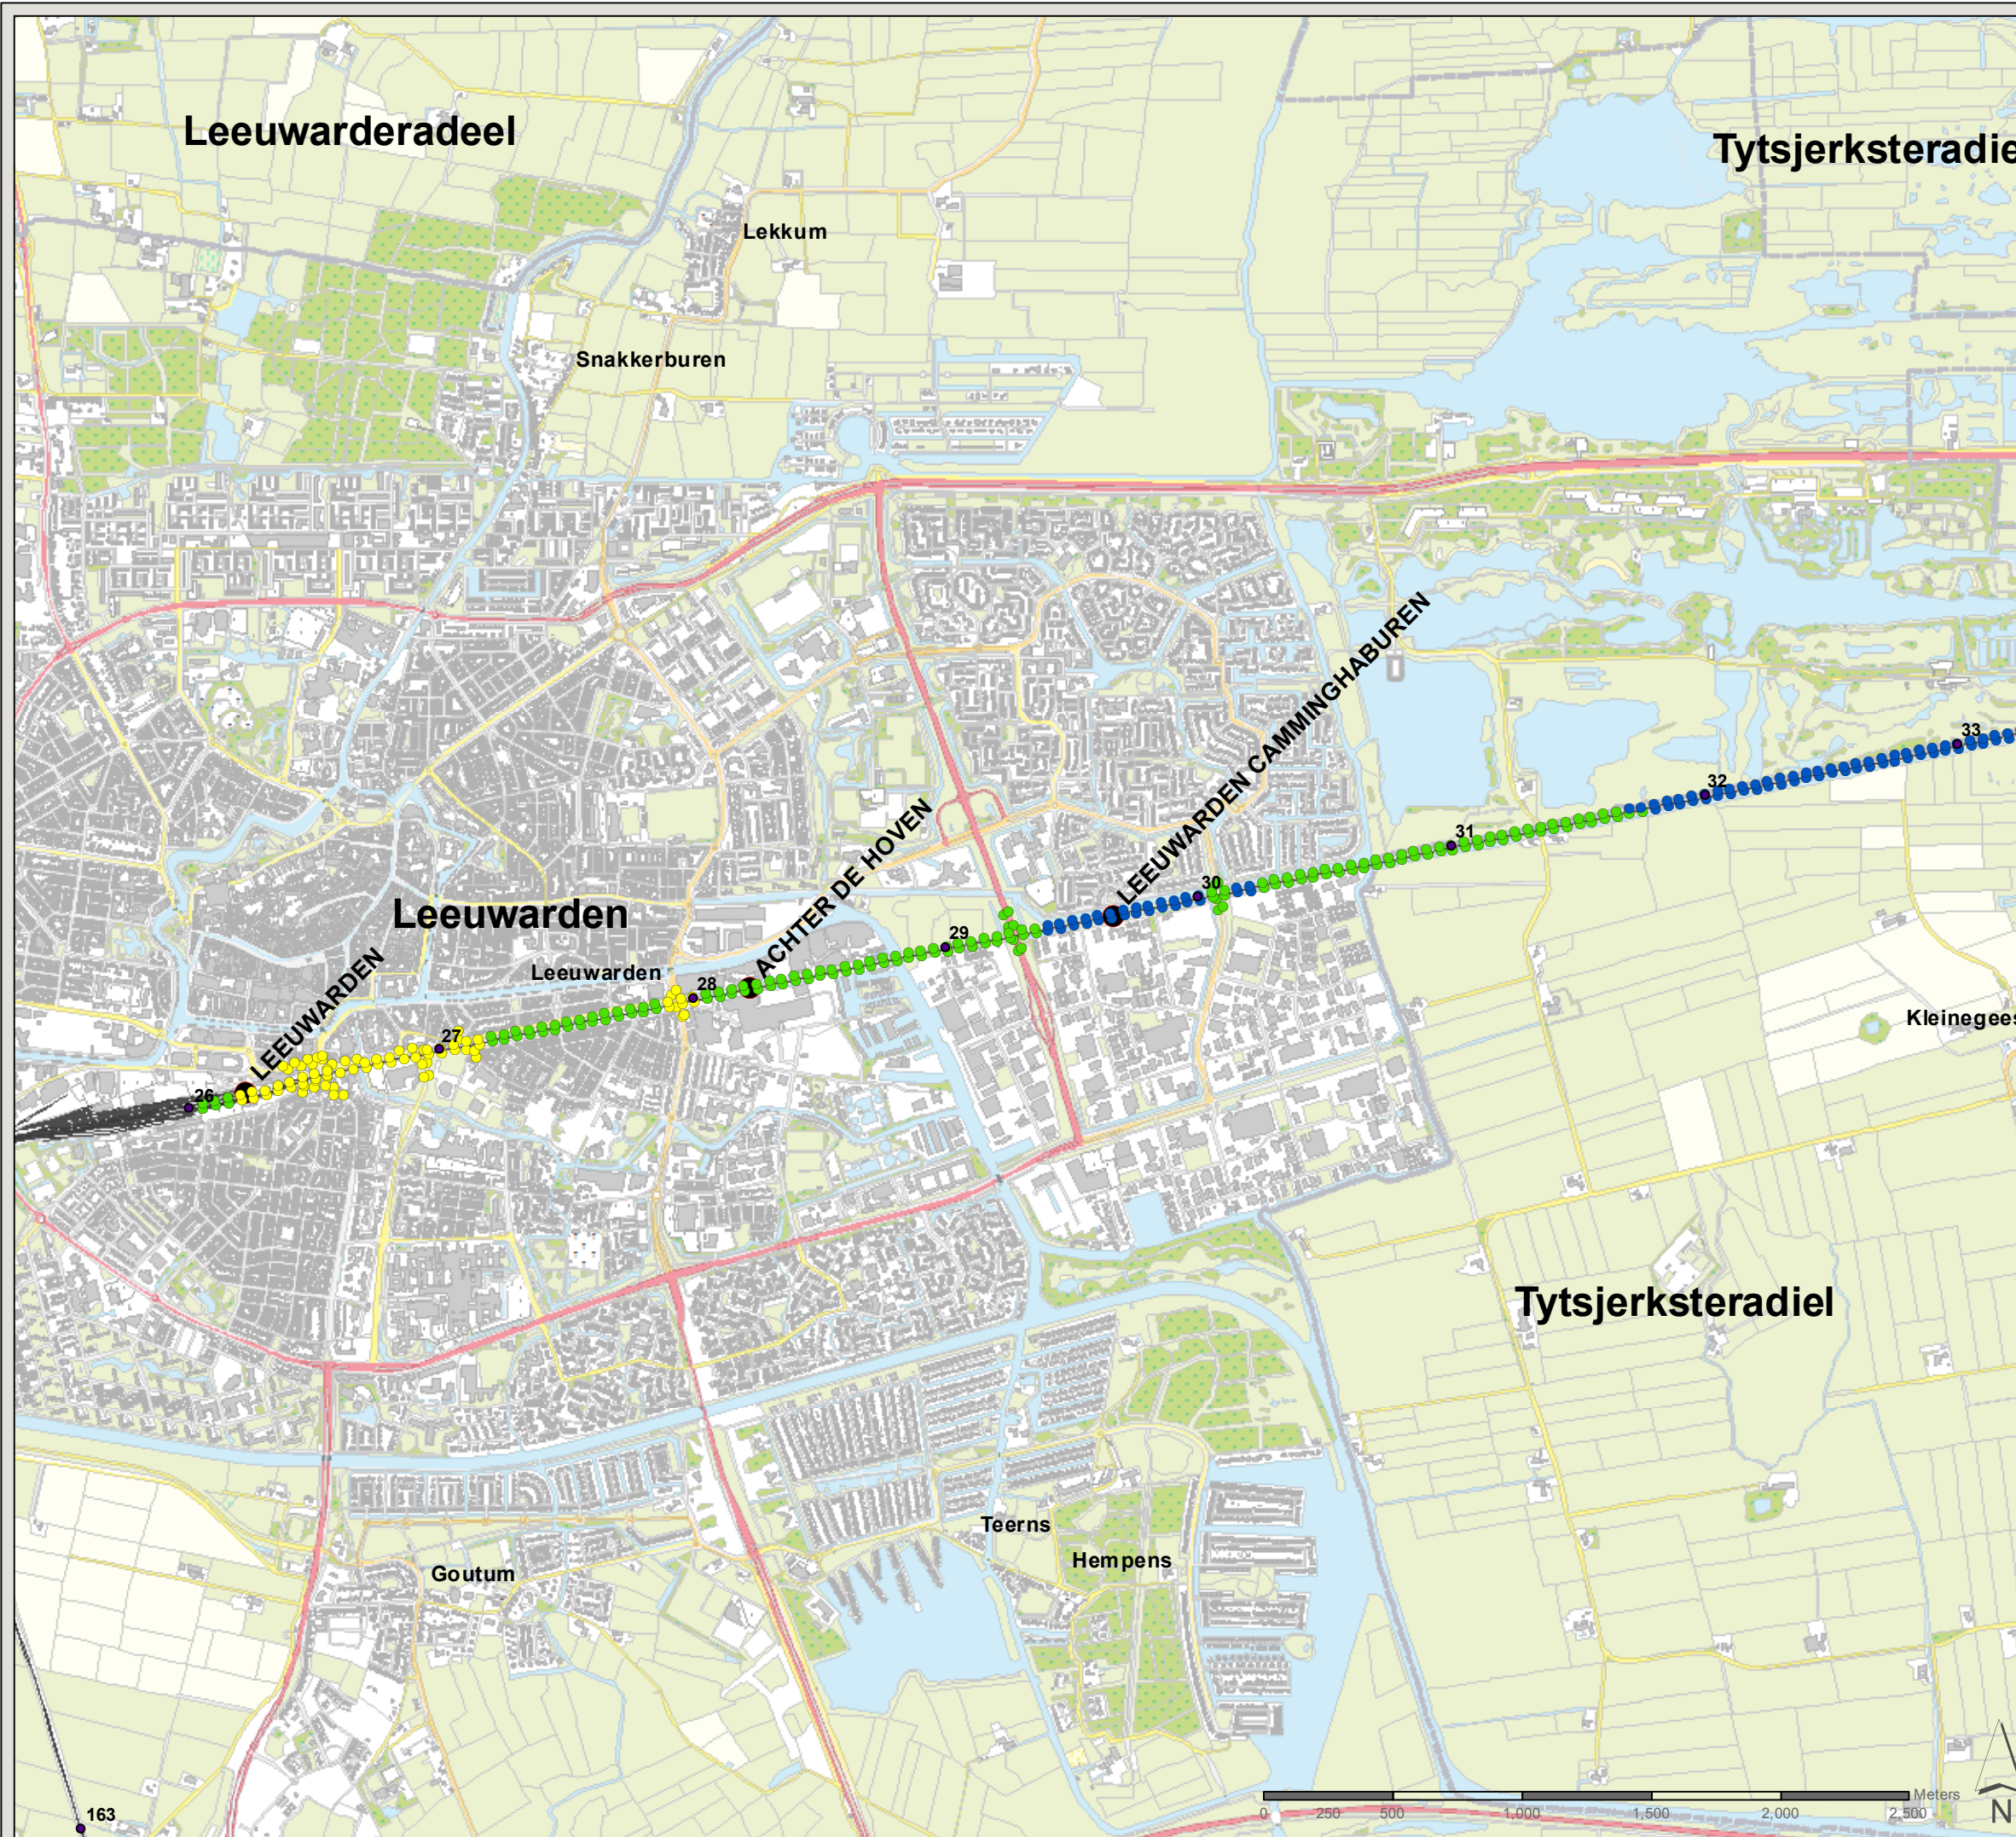 Leeuwarderadeel
Tytsjerksteradie
Lekkum
Snakkerburen
LEEUWARDEN CAMMINGHABUREN
33
32
ACHTER DE HOVEN
31
30
Leeuwarden
29
LEEUWARDEN
Leeuwarden
28
Kleinegees
27
26
Tytsjerksteradiel
Teerns
Hempens
Goutum
163
Meters
0 250 500 1,000 1,500 2,000 2,500
N